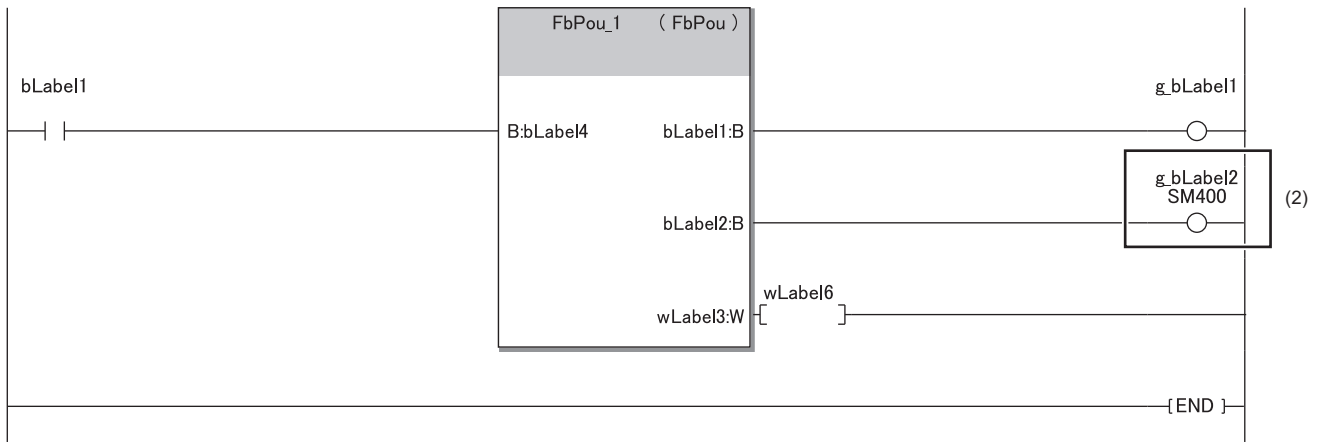 FbPou_1 ( FbPou )
bLabel1
g_bLabel1
B:bLabel4 bLabel1:B
g_bLabel2
SM400
(2)
bLabel2:B
wLabel6
wLabel3:W
[END]